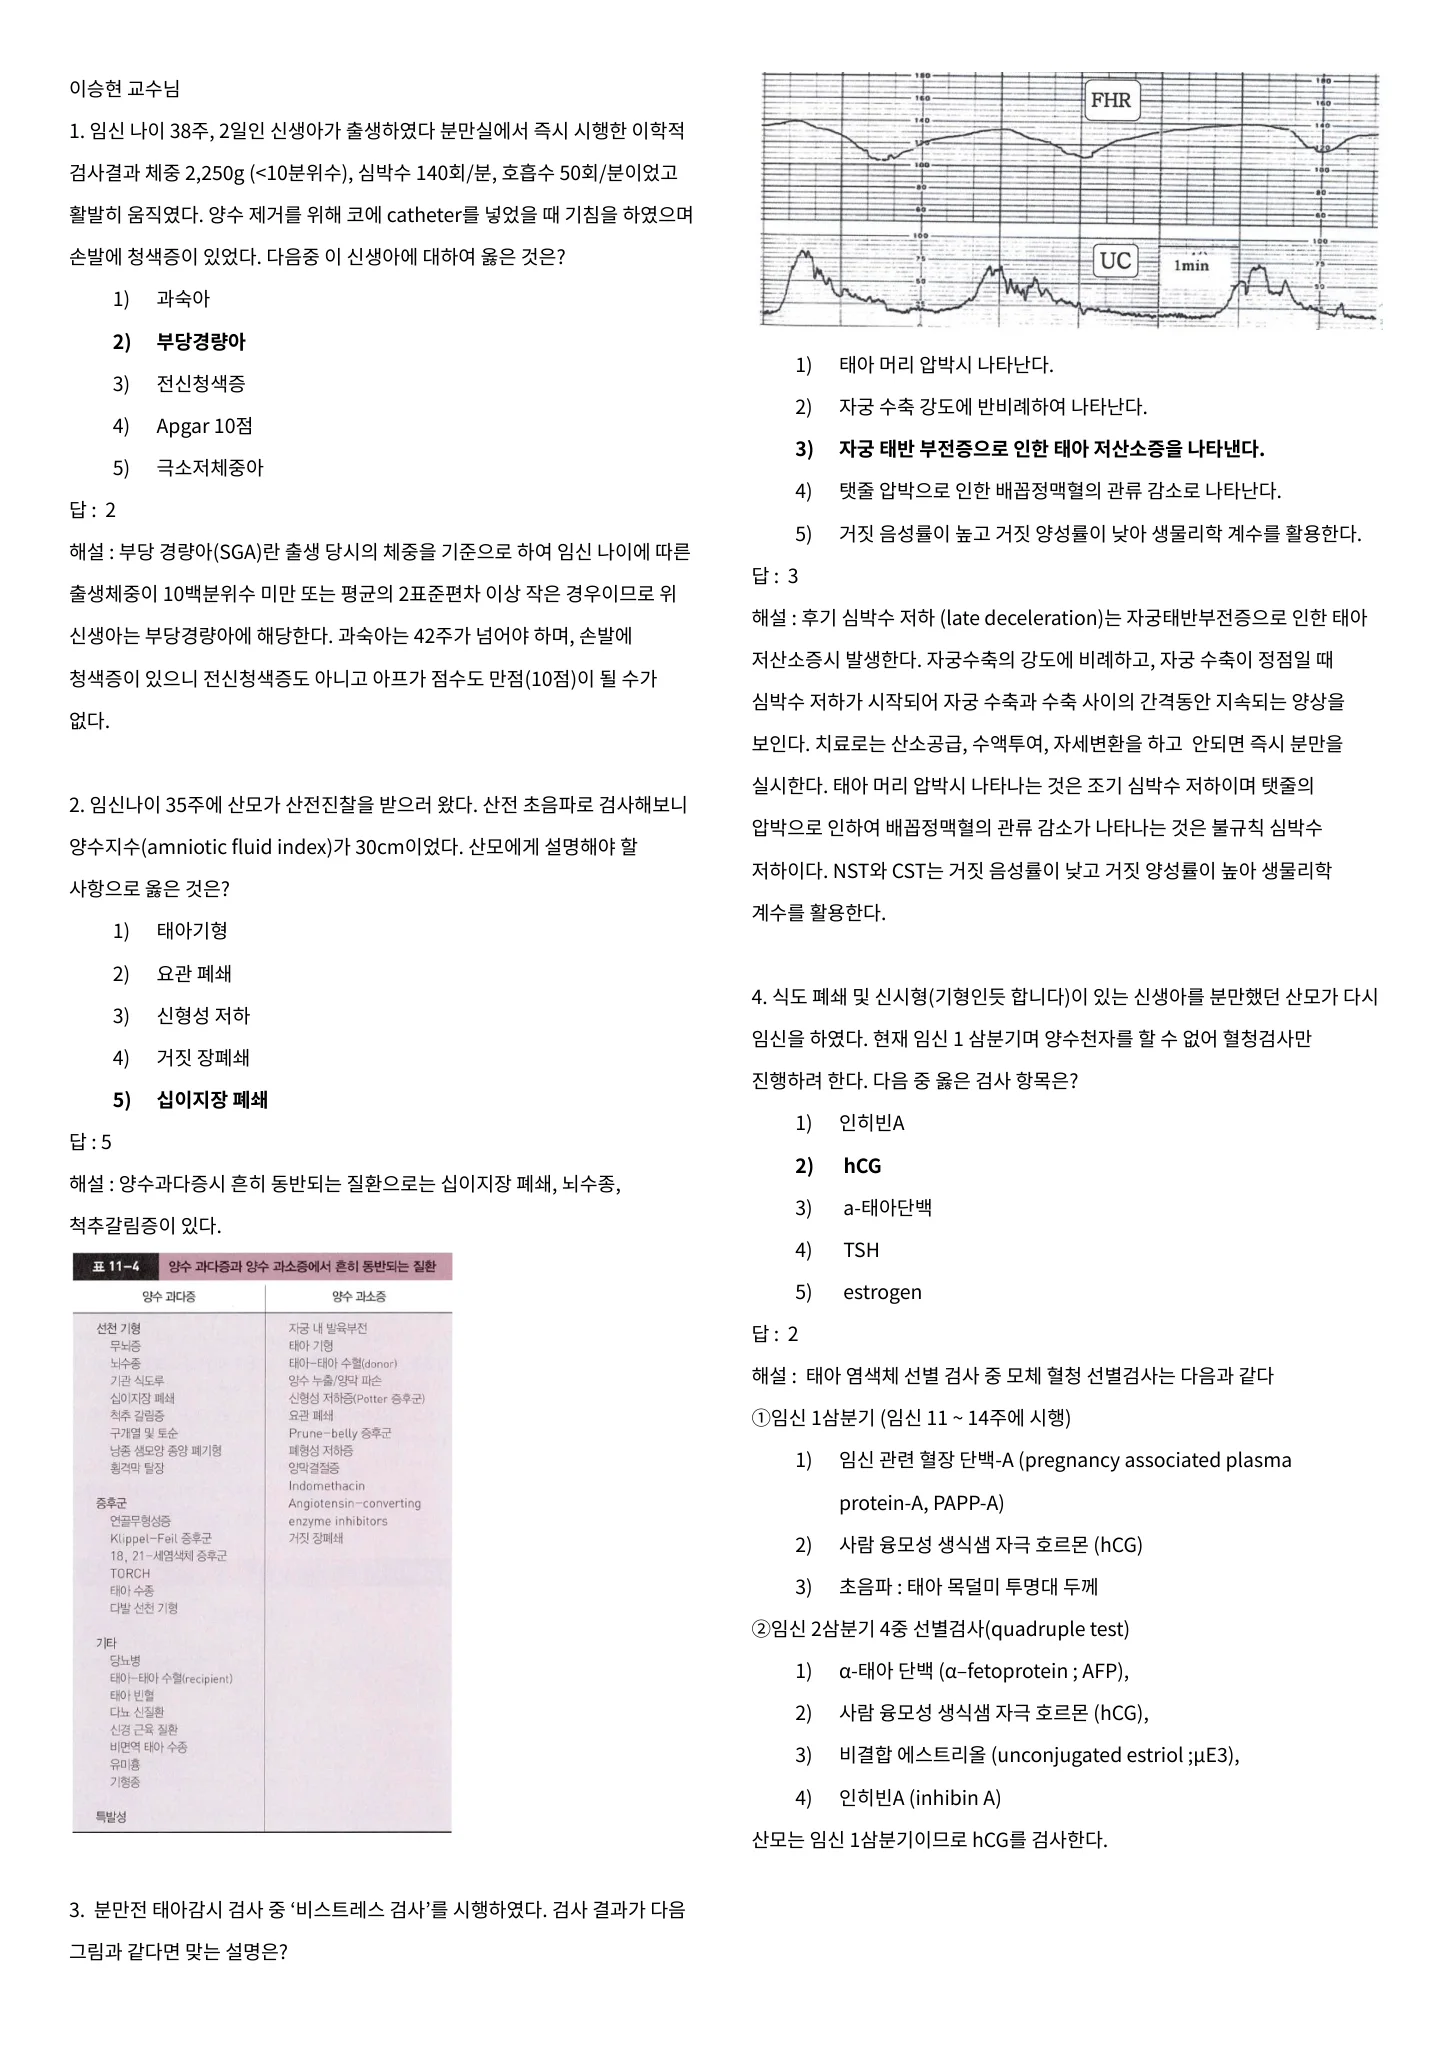 이승현 교수님
1. 임신 나이 38주, 2일인 신생아가 출생하였다 분만실에서 즉시 시행한 이학적
검사결과 체중 2,250g (<10분위수), 심박수 140회/분, 호흡수 50회/분이었고
활발히 움직였다. 양수 제거를 위해 코에 catheter를 넣었을 때 기침을 하였으며
손발에 청색증이 있었다. 다음중 이 신생아에 대하여 옳은 것은?
1) 과숙아
2) 부당경량아
3) 전신청색증
4) Apgar 10점
5) 극소저체중아
답 : 2
해설 : 부당 경량아(SGA)란 출생 당시의 체중을 기준으로 하여 임신 나이에 따른
출생체중이 10백분위수 미만 또는 평균의 2표준편차 이상 작은 경우이므로 위
신생아는 부당경량아에 해당한다. 과숙아는 42주가 넘어야 하며, 손발에
청색증이 있으니 전신청색증도 아니고 아프가 점수도 만점(10점)이 될 수가
없다.
2. 임신나이 35주에 산모가 산전진찰을 받으러 왔다. 산전 초음파로 검사해보니
양수지수(amniotic fluid index)가 30cm이었다. 산모에게 설명해야 할
사항으로 옳은 것은?
1) 태아기형
2) 요관 폐쇄
3) 신형성 저하
4) 거짓 장폐쇄
5) 십이지장 폐쇄
답 : 5
해설 : 양수과다증시 흔히 동반되는 질환으로는 십이지장 폐쇄, 뇌수종,
척추갈림증이 있다.
표 11-4 양수 과다증과 양수 과소증에서 흔히 동반되는 질환
양수 과다증
선천 기형
무뇌증
뇌수종
기관 식도루
십이지장 폐쇄
척추 갈림증
구개열 및 토순
낭종 샘모양 종양 폐기형
횡격막 탈장
증후군
연골무형성증
Klippel-Feil 증후군
18, 21-세염색체 증후군
TORCH
태아 수종
다발 선천 기형
기타
당뇨병
태아-태아 수혈(recipient)
태아 빈혈
다뇨 신질환
신경 근육 질환
비면역 태아 수종
유미흉
기형종
특발성
양수 과소증
자궁 내 발육부전
태아 기형
태아-태아 수혈(donor)
양수 누출/양막 파손
신형성 저하증(Potter 증후군)
요관 폐쇄
Prune-belly 증후군
폐형성 저하증
양막결절증
Indomethacin
Angiotensin-converting
enzyme inhibitors
거짓 장폐쇄
3. 분만전 태아감시 검사 중 ‘비스트레스 검사’를 시행하였다. 검사 결과가 다음
그림과 같다면 맞는 설명은?
FHR
180 180
160 160
140 140
120 120
100 100
80 80
60 60
UC
1min
100 100
75 75
50 50
1) 태아 머리 압박시 나타난다.
2) 자궁 수축 강도에 반비례하여 나타난다.
3) 자궁 태반 부전증으로 인한 태아 저산소증을 나타낸다.
4) 탯줄 압박으로 인한 배꼽정맥혈의 관류 감소로 나타난다.
5) 거짓 음성률이 높고 거짓 양성률이 낮아 생물리학 계수를 활용한다.
답 : 3
해설 : 후기 심박수 저하 (late deceleration)는 자궁태반부전증으로 인한 태아
저산소증시 발생한다. 자궁수축의 강도에 비례하고, 자궁 수축이 정점일 때
심박수 저하가 시작되어 자궁 수축과 수축 사이의 간격동안 지속되는 양상을
보인다. 치료로는 산소공급, 수액투여, 자세변환을 하고 안되면 즉시 분만을
실시한다. 태아 머리 압박시 나타나는 것은 조기 심박수 저하이며 탯줄의
압박으로 인하여 배꼽정맥혈의 관류 감소가 나타나는 것은 불규칙 심박수
저하이다. NST와 CST는 거짓 음성률이 낮고 거짓 양성률이 높아 생물리학
계수를 활용한다.
4. 식도 폐쇄 및 신시형(기형인듯 합니다)이 있는 신생아를 분만했던 산모가 다시
임신을 하였다. 현재 임신 1 삼분기며 양수천자를 할 수 없어 혈청검사만
진행하려 한다. 다음 중 옳은 검사 항목은?
1) 인히빈A
2) hCG
3) a-태아단백
4) TSH
5) estrogen
답 : 2
해설 : 태아 염색체 선별 검사 중 모체 혈청 선별검사는 다음과 같다
①임신 1삼분기 (임신 11 ~ 14주에 시행)
1) 임신 관련 혈장 단백-A (pregnancy associated plasma
protein-A, PAPP-A)
2) 사람 융모성 생식샘 자극 호르몬 (hCG)
3) 초음파 : 태아 목덜미 투명대 두께
②임신 2삼분기 4중 선별검사(quadruple test)
1) α-태아 단백 (α–fetoprotein ; AFP),
2) 사람 융모성 생식샘 자극 호르몬 (hCG),
3) 비결합 에스트리올 (unconjugated estriol ;μE3),
4) 인히빈A (inhibin A)
산모는 임신 1삼분기이므로 hCG를 검사한다.